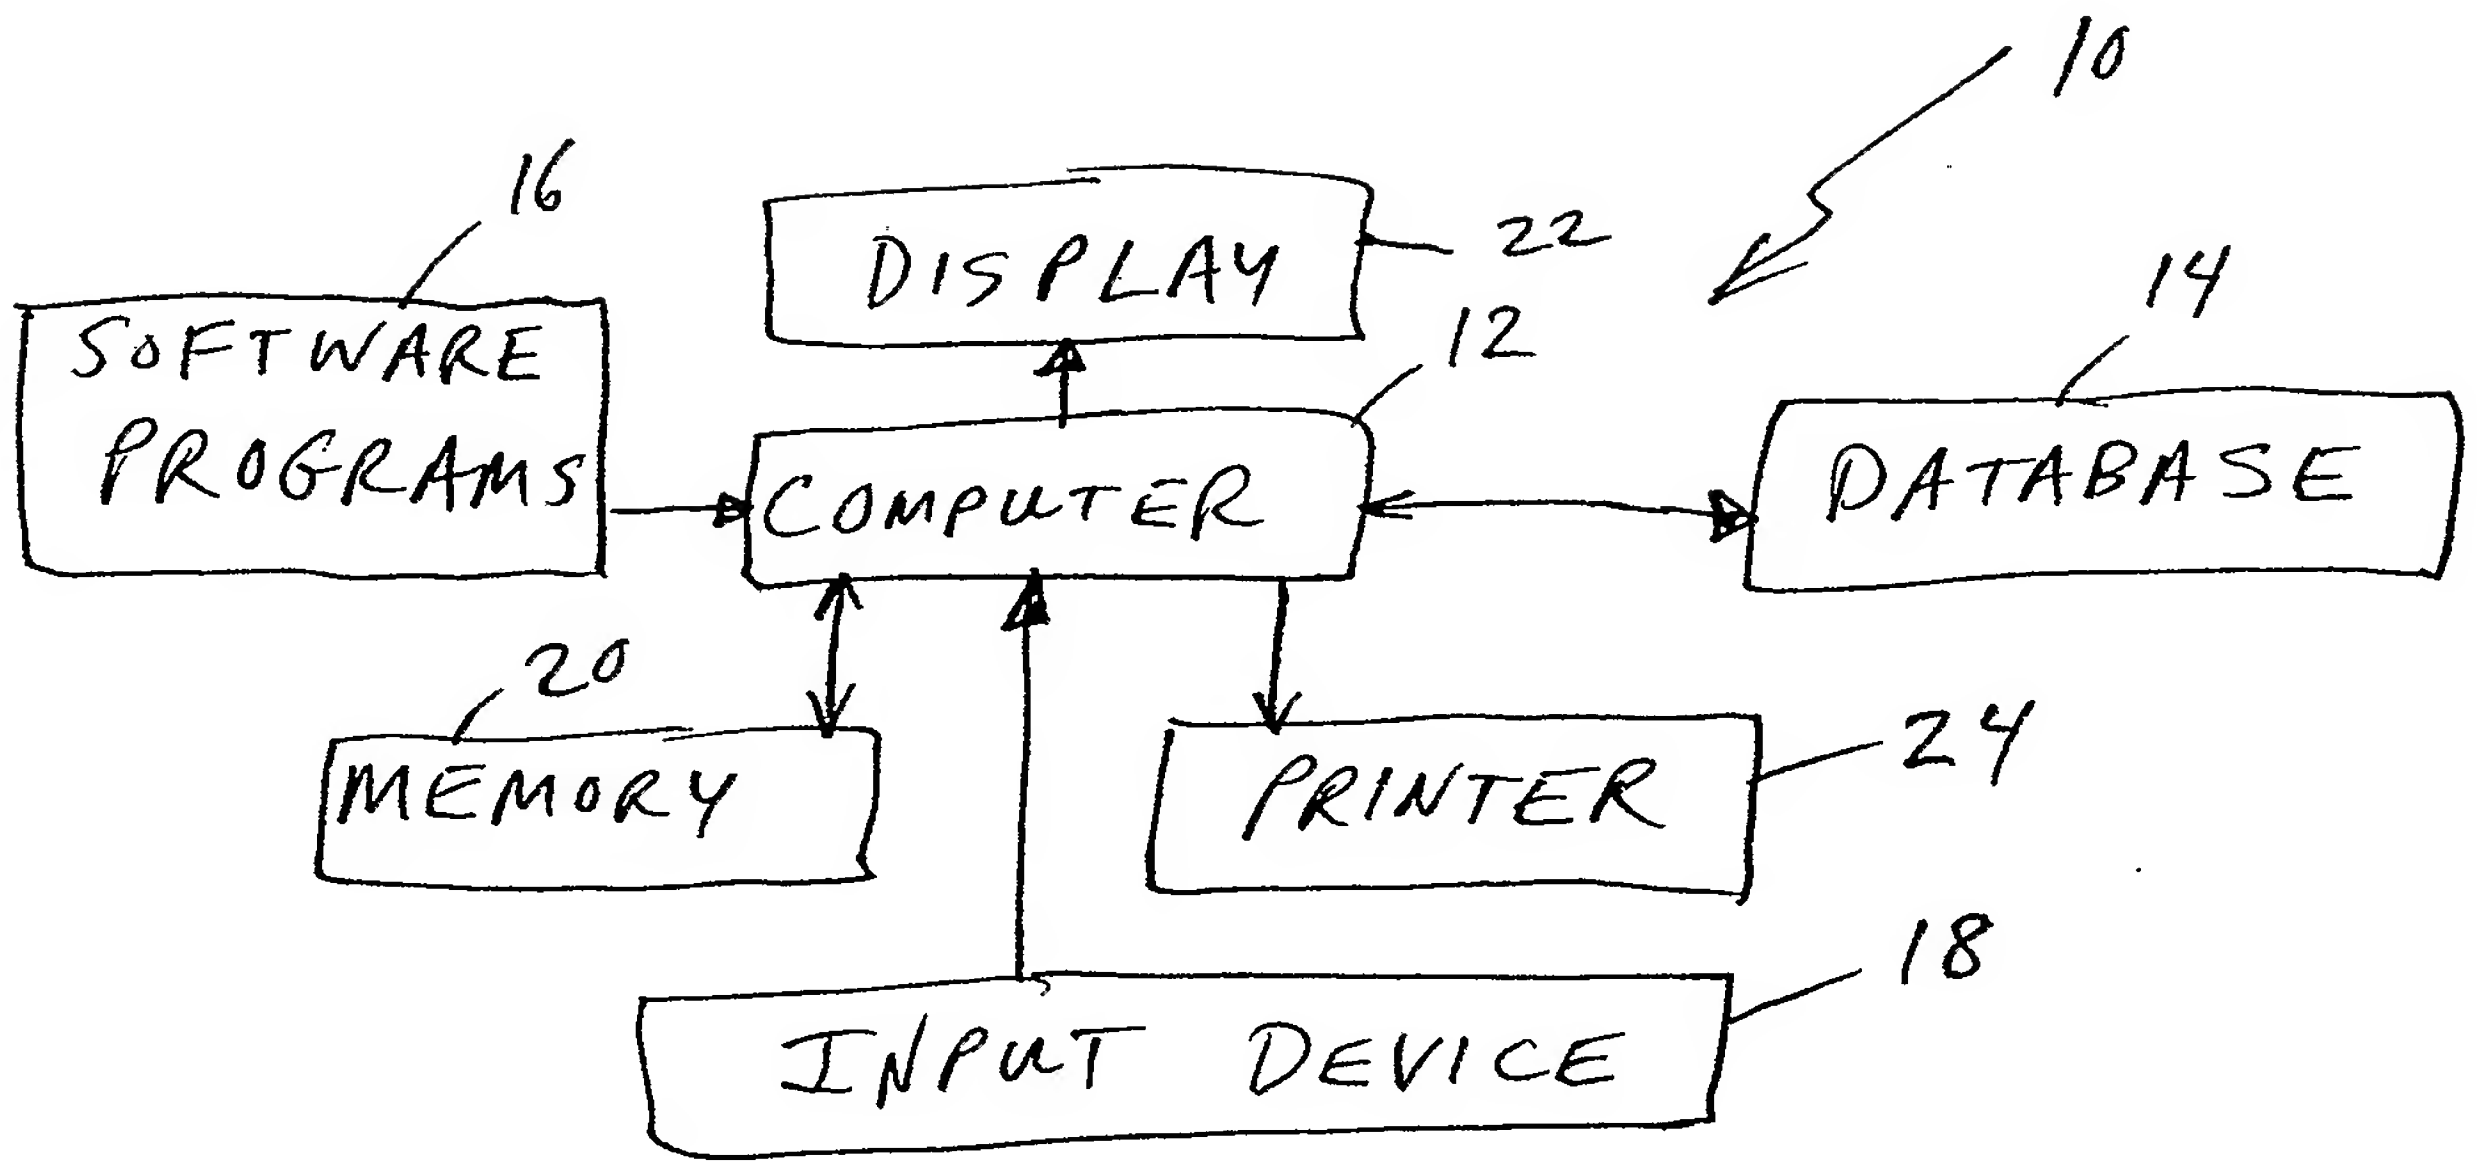 10
16
DISPLAY
22
14
SOFTWARE
PROGRAMS
12
COMPUTER
DATABASE
20
MEMORY
PRINTER
24
18
INPUT DEVICE